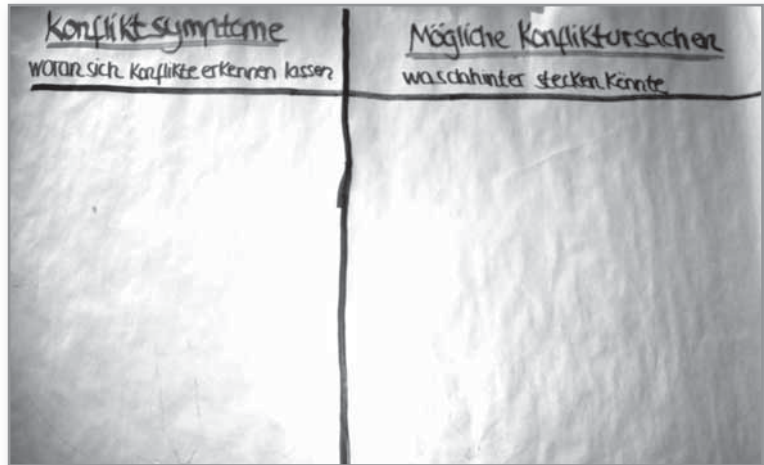 Konfliktsymptome
woran sich Konflikte erkennen lassen
Mögliche Konfliktursachen
was dahinter stecken könnte